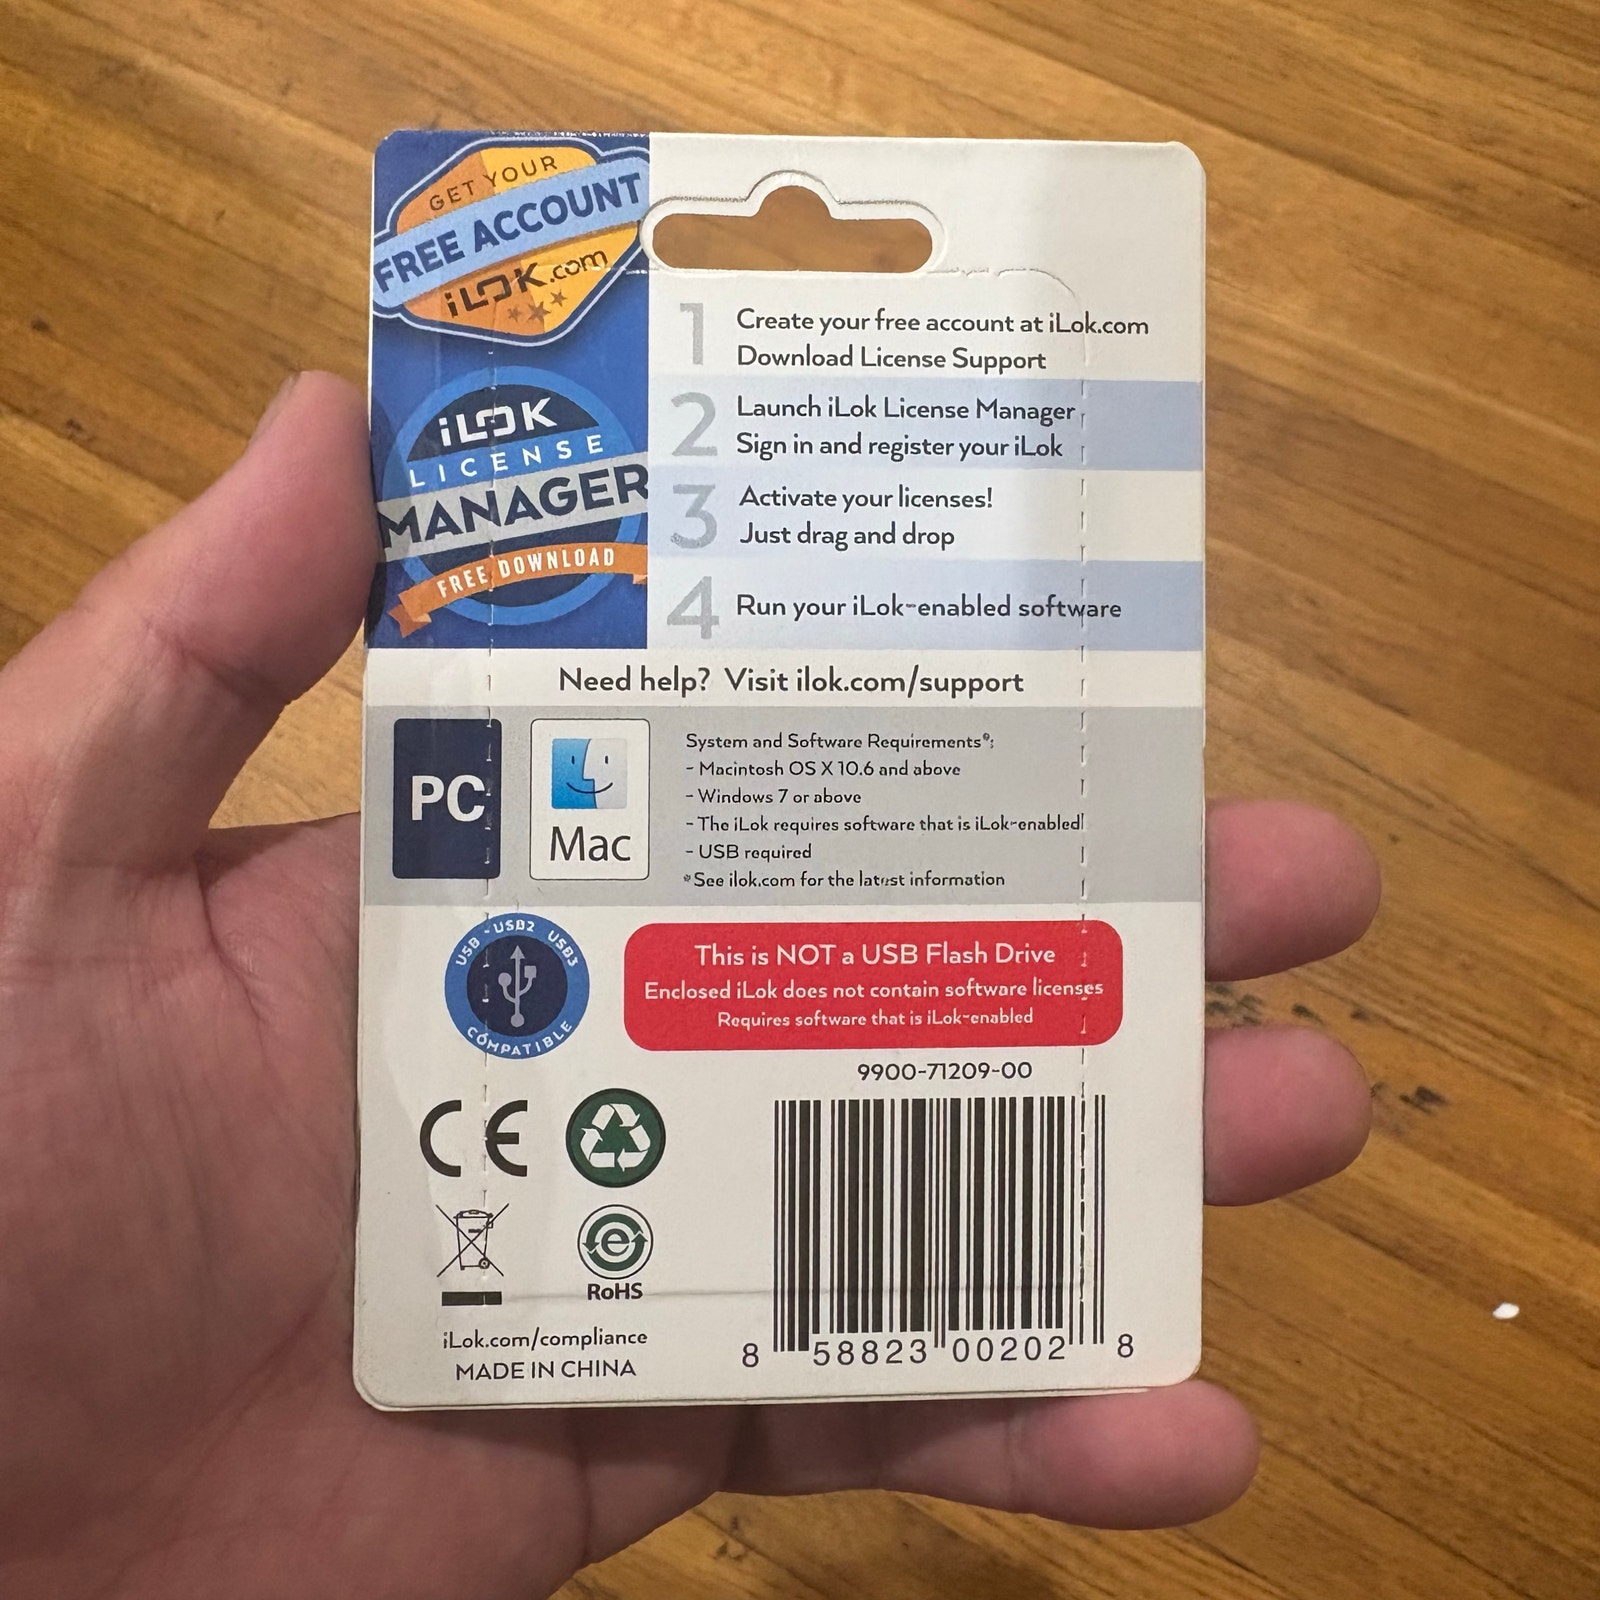 GET YOUR
FREE ACCOUNT
iLOK.com
iLOK
LICENSE
MANAGER
FREE DOWNLOAD
1 Create your free account at iLok.com
Download License Support
2 Launch iLok License Manager
Sign in and register your iLok
3 Activate your licenses!
Just drag and drop
4 Run your iLok-enabled software
Need help? Visit ilok.com/support
PC
Mac
System and Software Requirements*:
- Macintosh OS X 10.6 and above
- Windows 7 or above
- The iLok requires software that is iLok-enabled
- USB required
*See ilok.com for the latest information
USB - USB2 USB3
COMPATIBLE
This is NOT a USB Flash Drive
Enclosed iLok does not contain software licenses
Requires software that is iLok-enabled
9900-71209-00
CE
e
RoHS
iLok.com/compliance
MADE IN CHINA
8 58823 00202 8